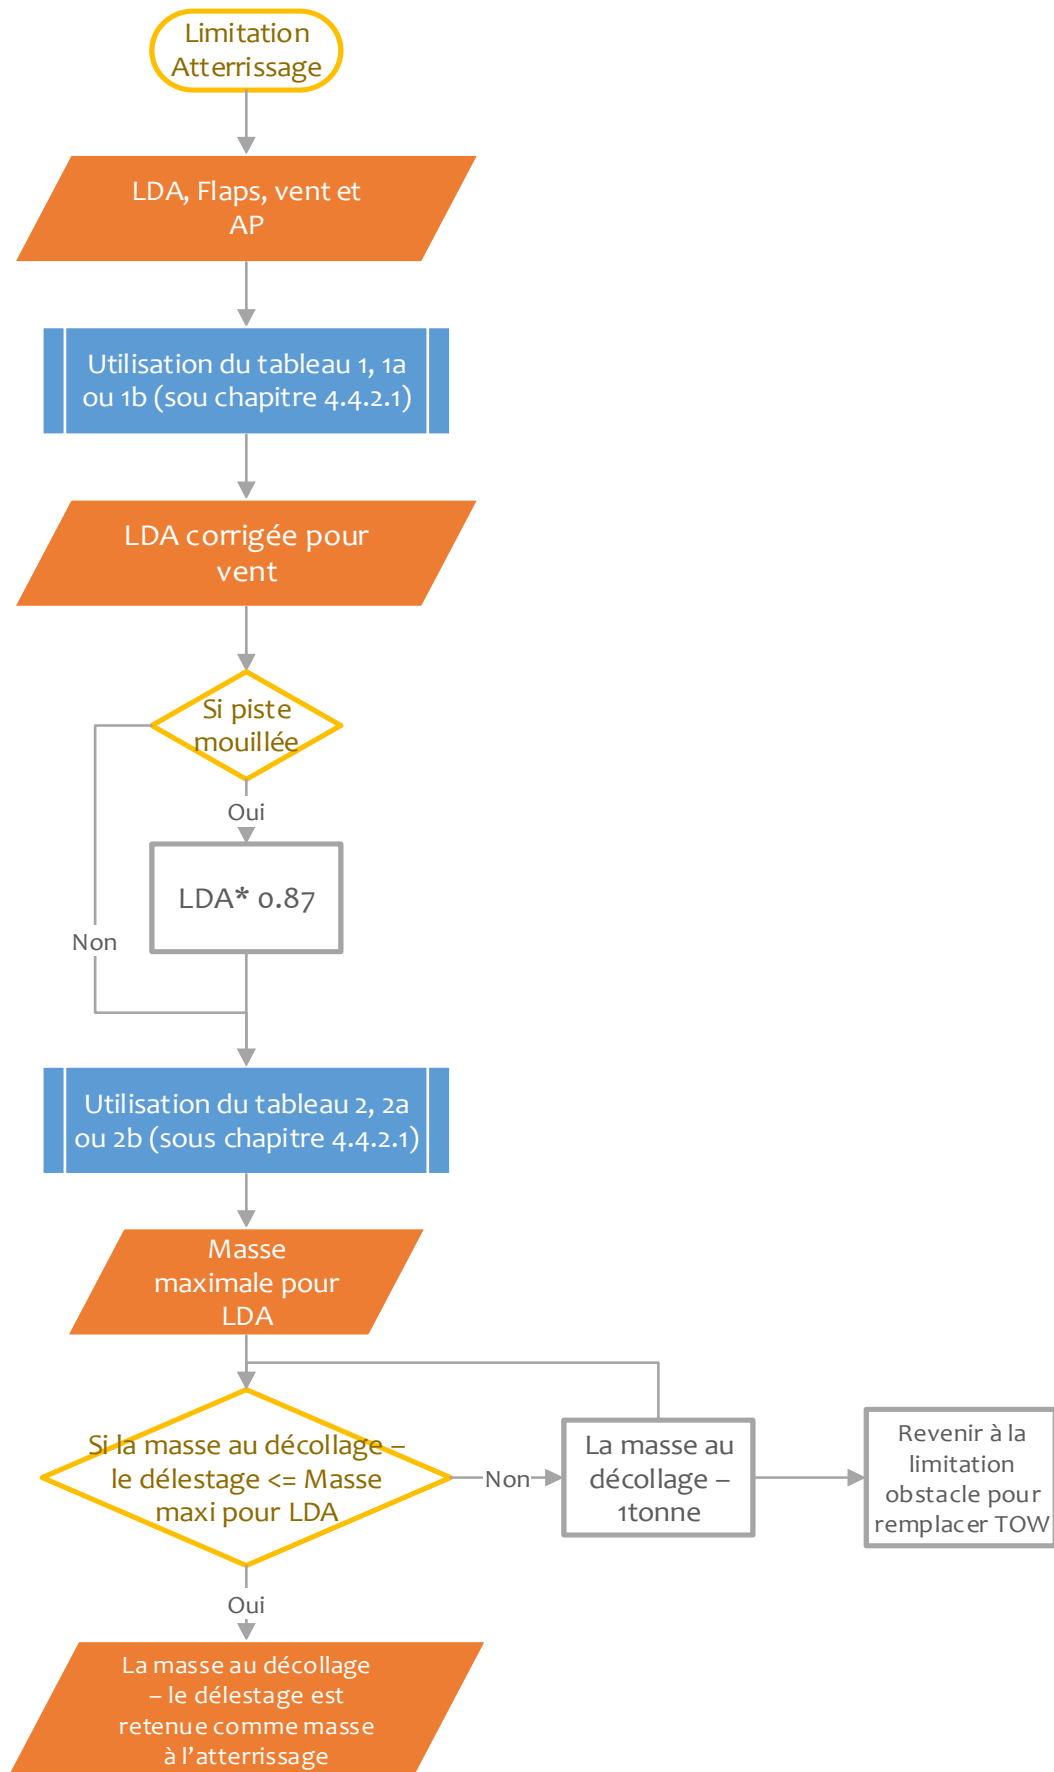 Limitation
Atterrissage
LDA, Flaps, vent et
AP
Utilisation du tableau 1, 1a
ou 1b (sou chapitre 4.4.2.1)
LDA corrigée pour
vent
Si piste
mouillée
Oui
LDA* 0.87
Non
Utilisation du tableau 2, 2a
ou 2b (sous chapitre 4.4.2.1)
Masse
maximale pour
LDA
Si la masse au décollage –
le délestage <= Masse
maxi pour LDA
Non
La masse au
décollage –
1tonne
Revenir à la
limitation
obstacle pour
remplacer TOW
Oui
La masse au décollage
– le délestage est
retenue comme masse
à l'atterrissage